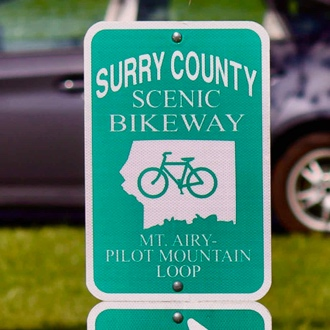 SURRY COUNTY
SCENIC
BIKEWAY
MT. AIRY-
PILOT MOUNTAIN
LOOP